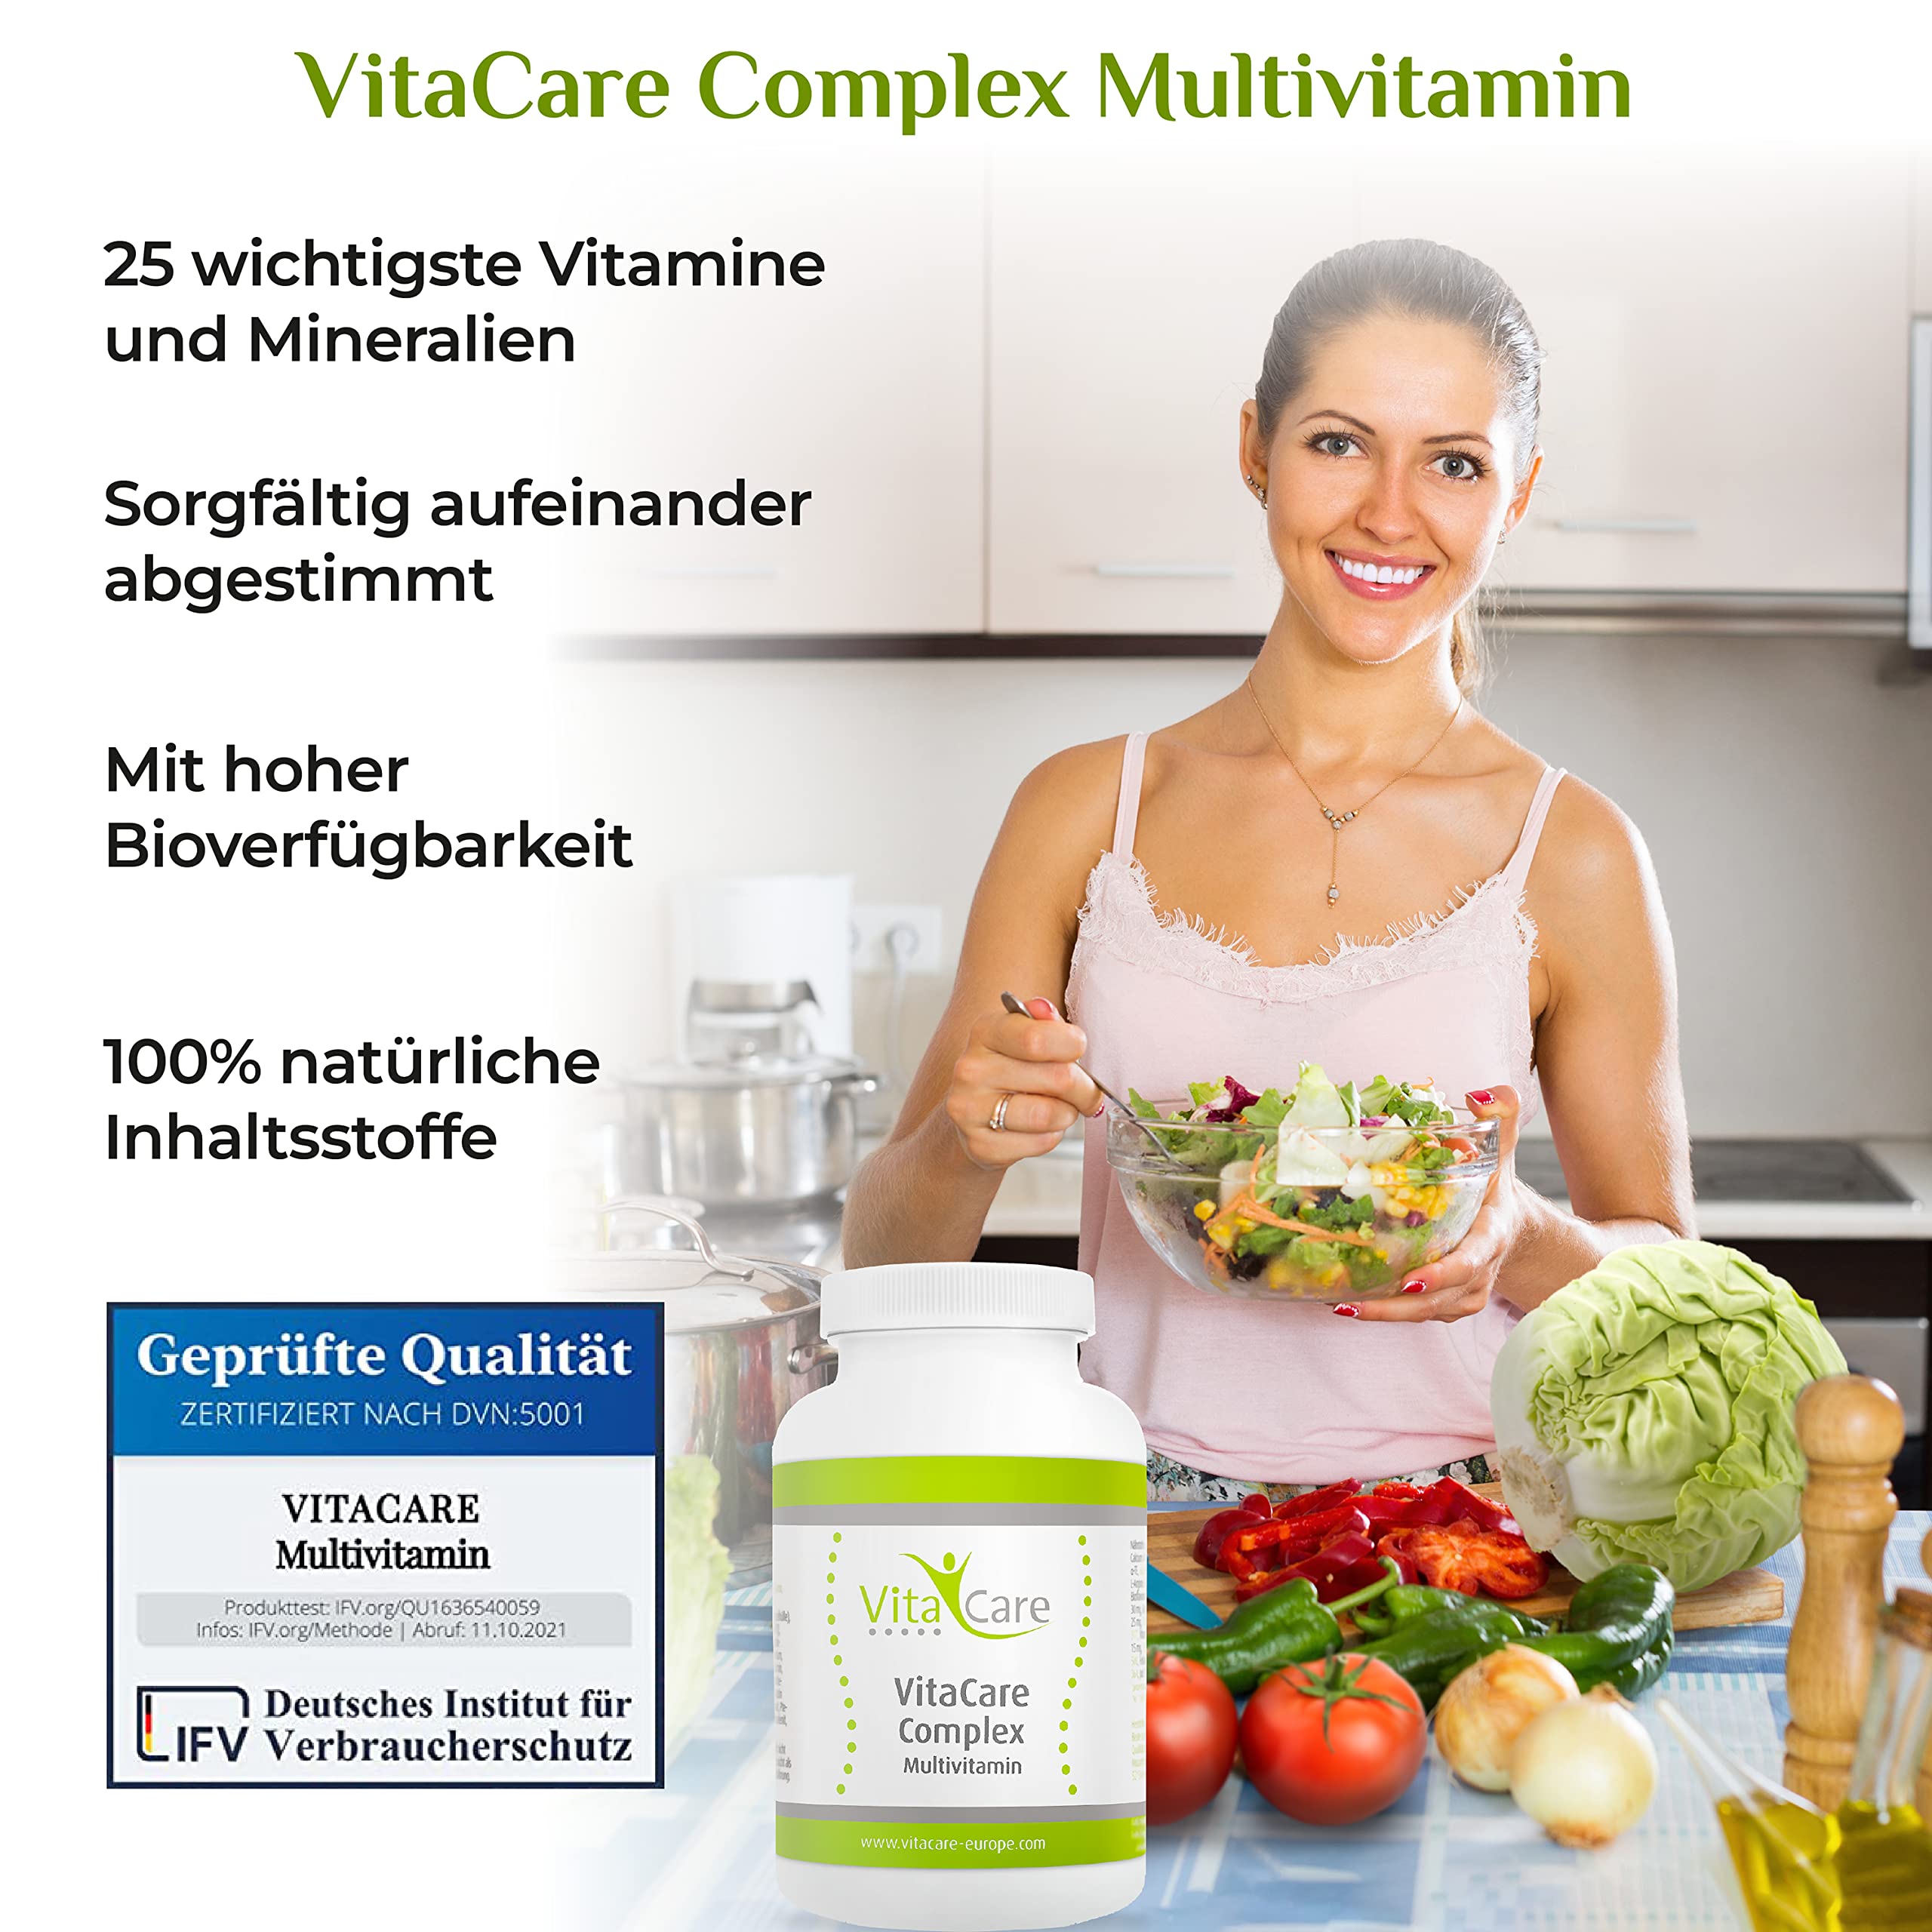 VitaCare Complex Multivitamin
25 wichtigste Vitamine
und Mineralien
Sorgfältig aufeinander
abgestimmt
Mit hoher
Bioverfügbarkeit
100% natürliche
Inhaltsstoffe
Geprüfte Qualität
ZERTIFIZIERT NACH DVN:5001
VITACARE
Multivitamin
Produkttest: IFV.org/QU1636540059
Infos: IFV.org/Methode | Abruf: 11.10.2021
IFV
Deutsches Institut für
Verbraucherschutz
VitaCare
VitaCare
Complex
Multivitamin
www.vitacare-europe.com